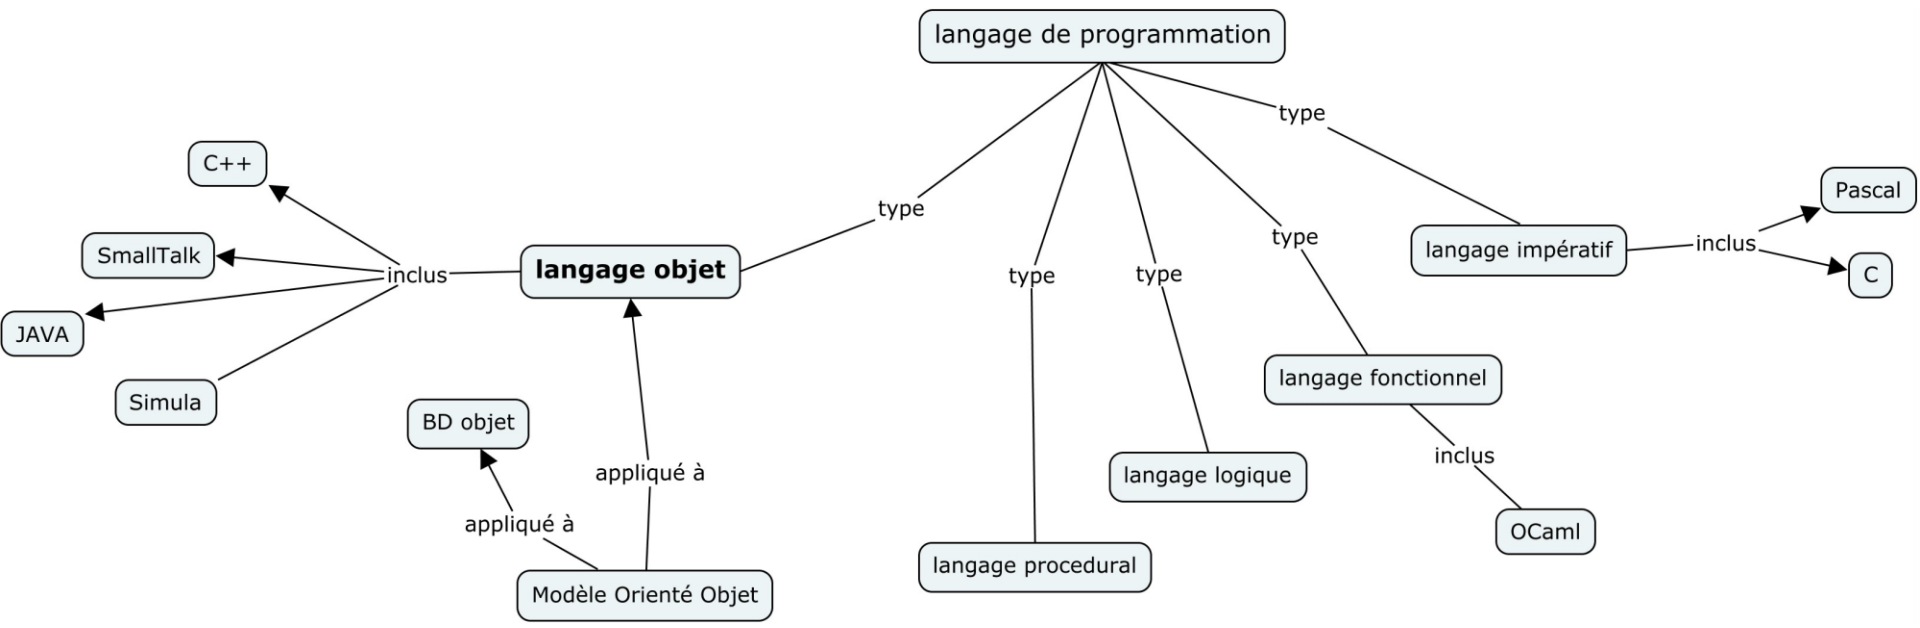 langage de programmation
type
C++
Pascal
type
type
inclus
langage impératif
SmallTalk
langage objet
inclus
type
type
C
JAVA
langage fonctionnel
Simula
BD objet
inclus
appliqué à
langage logique
appliqué à
OCaml
langage procedural
Modèle Orienté Objet